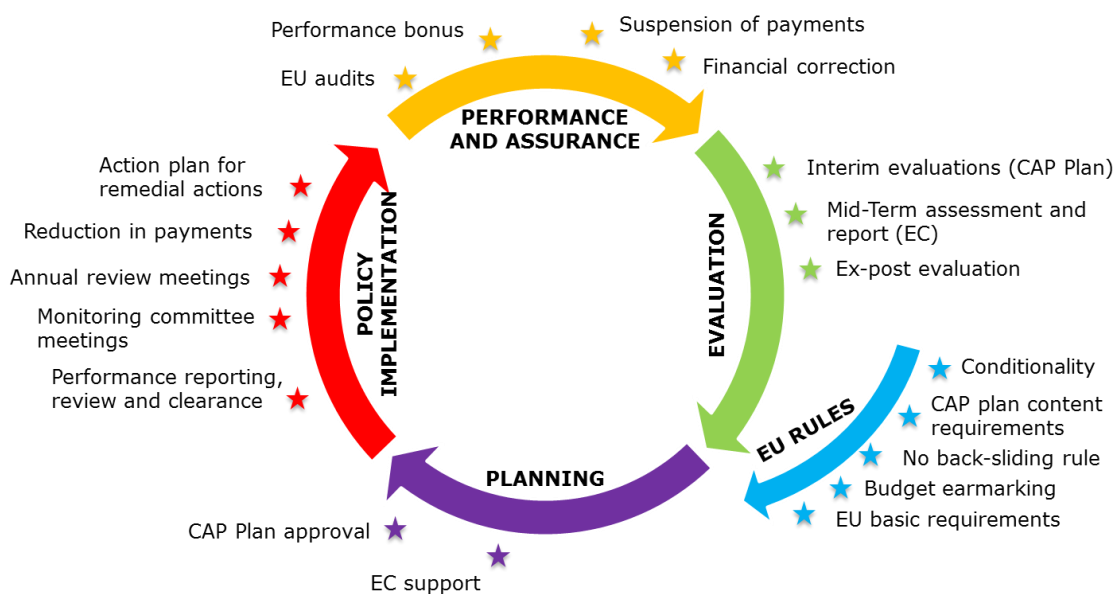 Performance bonus
Suspension of payments
EU audits
Financial correction
PERFORMANCE
AND ASSURANCE
Interim evaluations (CAP Plan)
Mid-Term assessment and
report (EC)
Ex-post evaluation
EVALUATION
Conditionality
CAP plan content
requirements
No back-sliding rule
Budget earmarking
EU basic requirements
EU RULES
PLANNING
CAP Plan approval
EC support
POLICY
IMPLEMENTATION
Action plan for
remedial actions
Reduction in payments
Annual review meetings
Monitoring committee
meetings
Performance reporting,
review and clearance